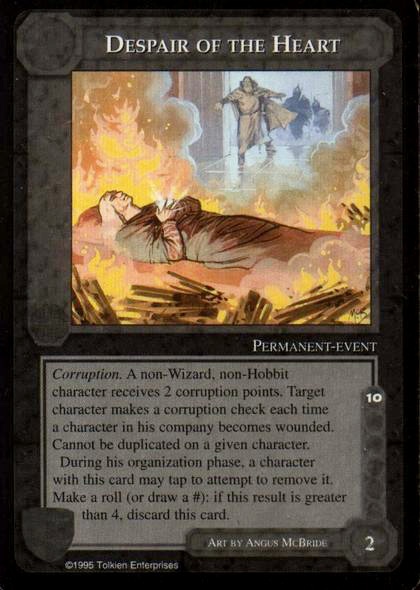 DESPAIR OF THE HEART
PERMANENT-EVENT
Corruption. A non-Wizard, non-Hobbit
character receives 2 corruption points. Target
character makes a corruption check each time
a character in his company becomes wounded.
Cannot be duplicated on a given character.
During his organization phase, a character
with this card may tap to attempt to remove it.
Make a roll (or draw a #): if this result is greater
than 4, discard this card.
10
ART BY ANGUS MCBRIDE
2
©1995 Tolkien Enterprises